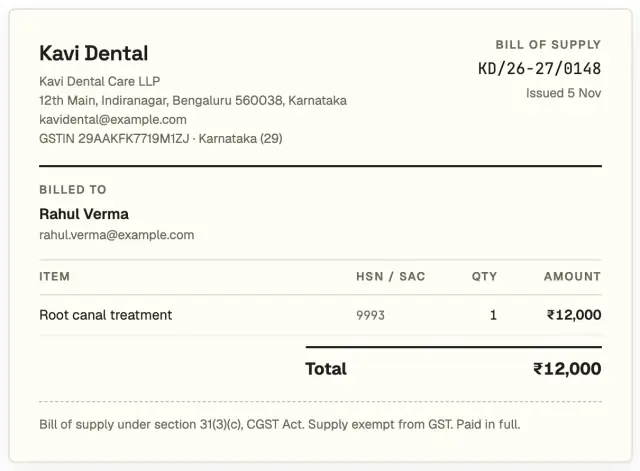 Kavi Dental
Kavi Dental Care LLP
12th Main, Indiranagar, Bengaluru 560038, Karnataka
kavidental@example.com
GSTIN 29AAKFK7719M1ZJ · Karnataka (29)
BILL OF SUPPLY
KD/26-27/0148
Issued 5 Nov
BILLED TO
Rahul Verma
rahul.verma@example.com
ITEM HSN / SAC QTY AMOUNT
Root canal treatment 9993 1 ₹12,000
Total ₹12,000
Bill of supply under section 31(3)(c), CGST Act. Supply exempt from GST. Paid in full.